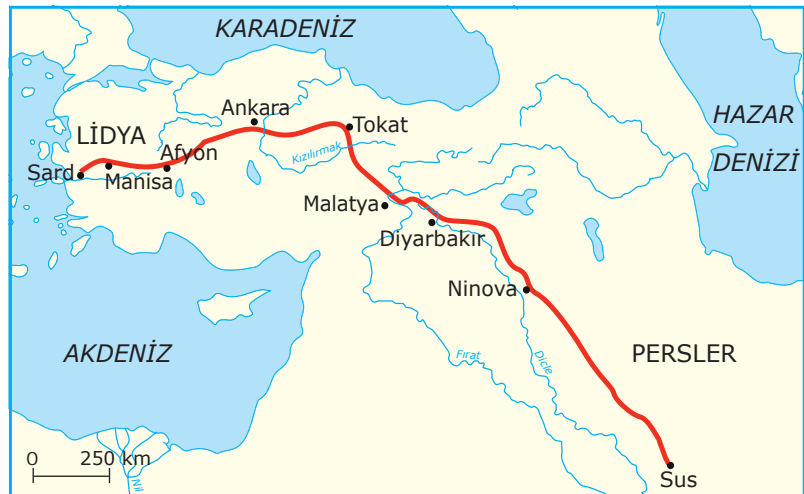 KARADENİZ
HAZAR
DENİZİ
Ankara
Tokat
LİDYA
Afyon
Kızılırmak
Sard
Manisa
Malatya
Diyarbakır
Ninova
AKDENİZ
Fırat
Dicle
PERSLER
0 250 km
Sus
Nil